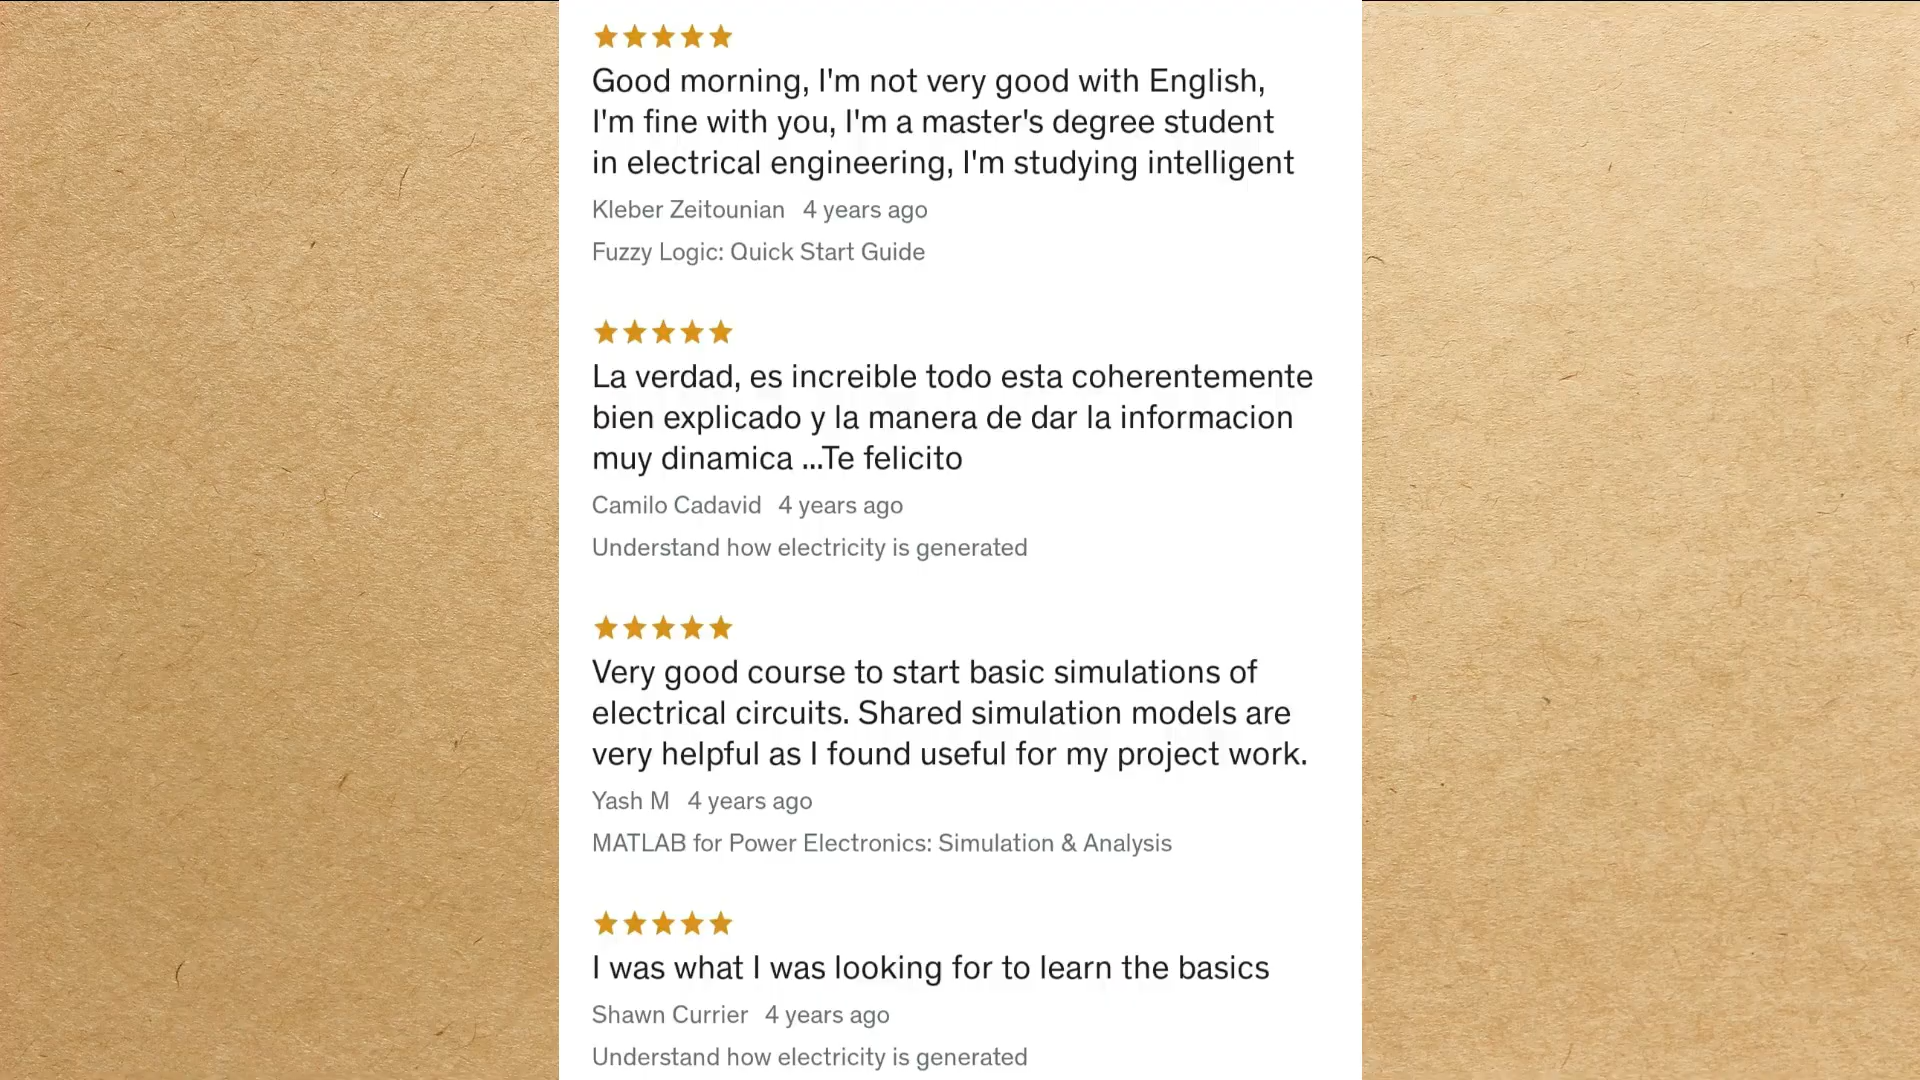 Good morning, I'm not very good with English,
I'm fine with you, I'm a master's degree student
in electrical engineering, I'm studying intelligent
Kleber Zeitounian 4 years ago
Fuzzy Logic: Quick Start Guide
La verdad, es increible todo esta coherentemente
bien explicado y la manera de dar la informacion
muy dinamica ...Te felicito
Camilo Cadavid 4 years ago
Understand how electricity is generated
Very good course to start basic simulations of
electrical circuits. Shared simulation models are
very helpful as I found useful for my project work.
Yash M 4 years ago
MATLAB for Power Electronics: Simulation & Analysis
I was what I was looking for to learn the basics
Shawn Currier 4 years ago
Understand how electricity is generated